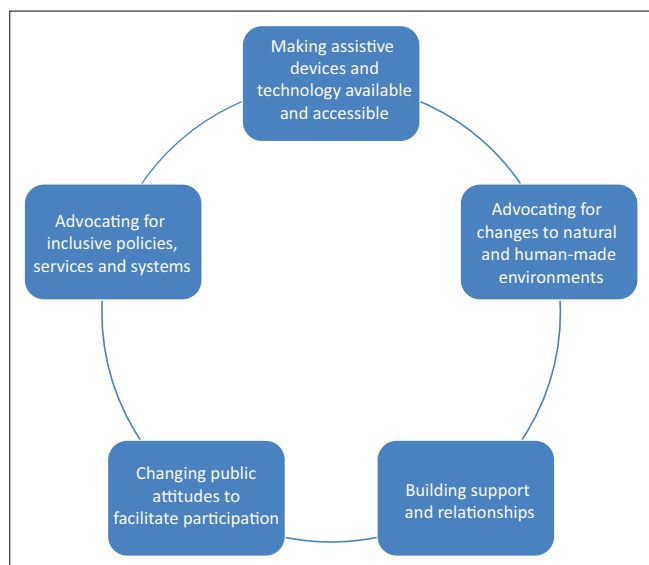 Making assistive
devices and
technology available
and accessible
Advocating for
changes to natural
and human-made
environments
Building support
and relationships
Changing public
attitudes to
facilitate participation
Advocating for
inclusive policies,
services and systems